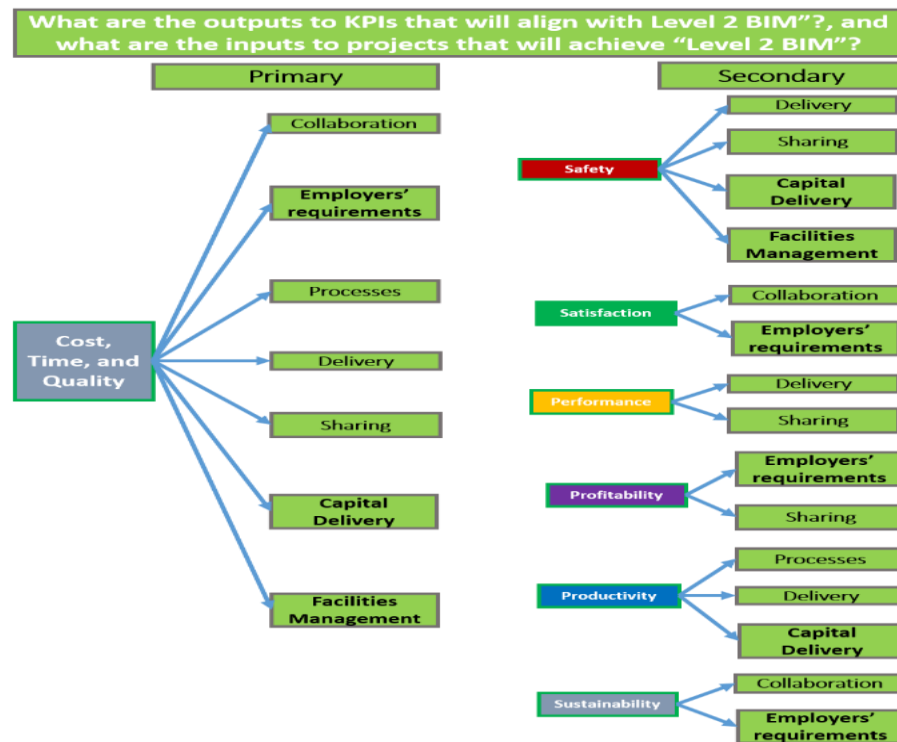 What are the outputs to KPIs that will align with Level 2 BIM”?, and
what are the inputs to projects that will achieve “Level 2 BIM”?
Primary
Cost,
Time, and
Quality
Collaboration
Employers’
requirements
Processes
Delivery
Sharing
Capital
Delivery
Facilities
Management
Secondary
Safety
Delivery
Sharing
Capital
Delivery
Facilities
Management
Satisfaction
Collaboration
Employers’
requirements
Performance
Delivery
Sharing
Profitability
Employers’
requirements
Sharing
Productivity
Processes
Delivery
Capital
Delivery
Sustainability
Collaboration
Employers’
requirements